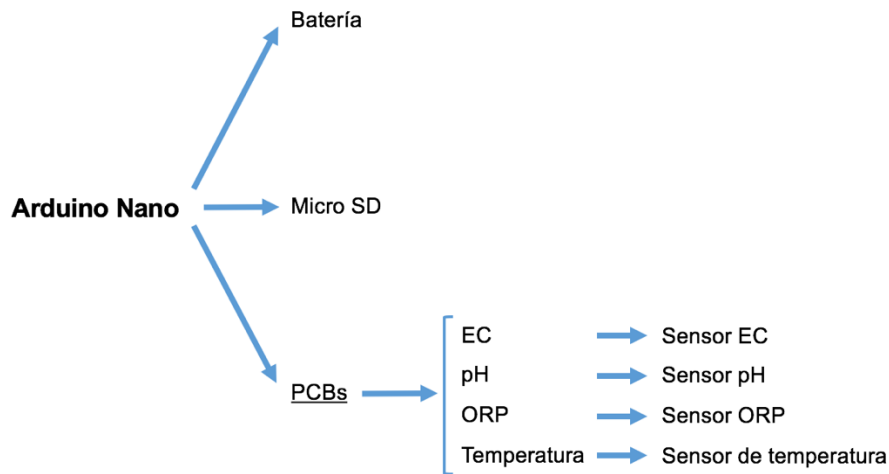 Batería
Arduino Nano
Micro SD
PCBs
EC
Sensor EC
pH
Sensor pH
ORP
Sensor ORP
Temperatura
Sensor de temperatura